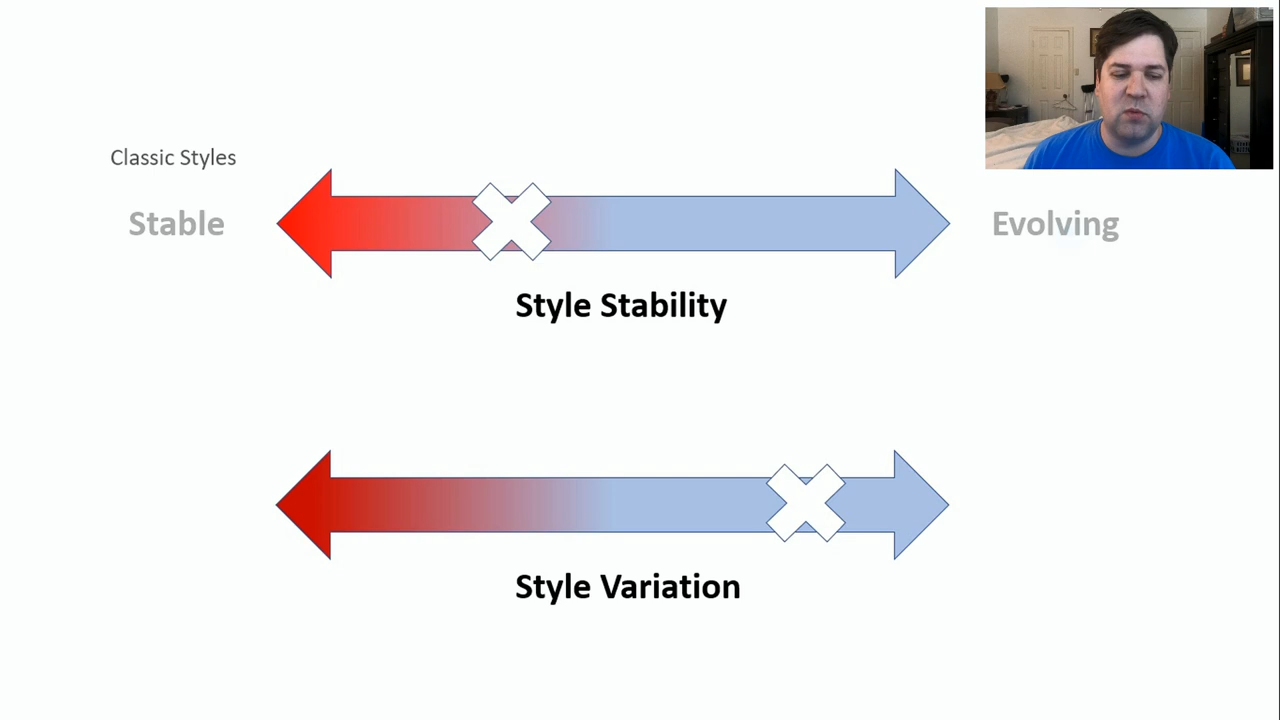 Classic Styles
Stable
Evolving
Style Stability
Style Variation